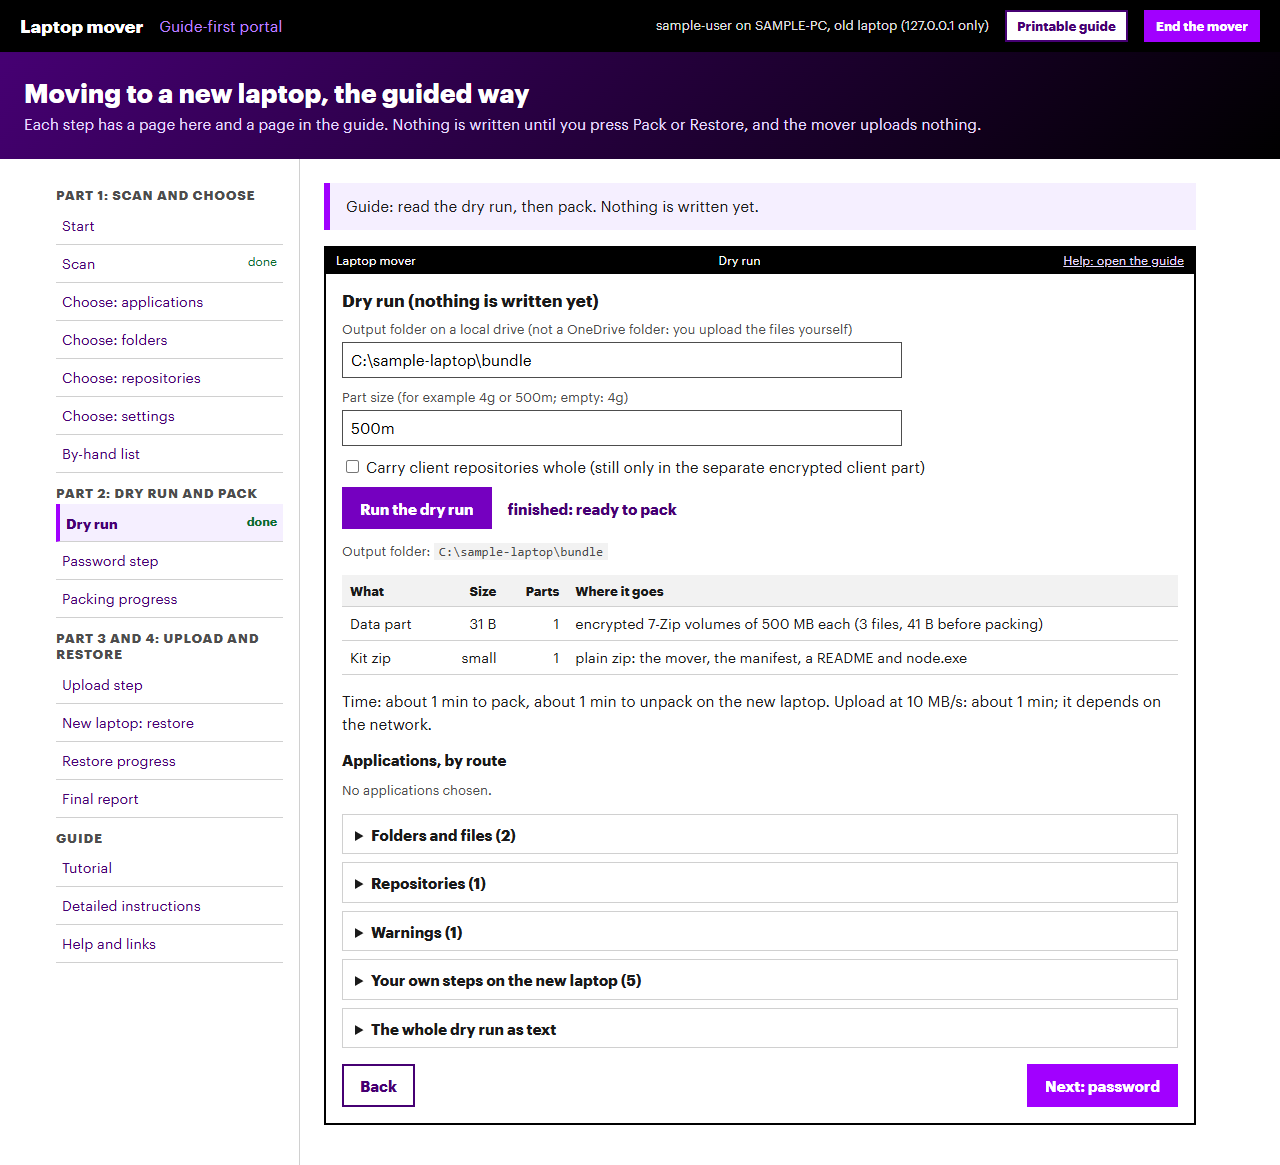 Laptop mover
Guide-first portal
sample-user on SAMPLE-PC, old laptop (127.0.0.1 only)
Printable guide
End the mover
Moving to a new laptop, the guided way
Each step has a page here and a page in the guide. Nothing is written until you press Pack or Restore, and the mover uploads nothing.
PART 1: SCAN AND CHOOSE
Start
Scan done
Choose: applications
Choose: folders
Choose: repositories
Choose: settings
By-hand list
PART 2: DRY RUN AND PACK
Dry run done
Password step
Packing progress
PART 3 AND 4: UPLOAD AND
RESTORE
Upload step
New laptop: restore
Restore progress
Final report
GUIDE
Tutorial
Detailed instructions
Help and links
Guide: read the dry run, then pack. Nothing is written yet.
Laptop mover Dry run Help: open the guide
Dry run (nothing is written yet)
Output folder on a local drive (not a OneDrive folder: you upload the files yourself)
C:\sample-laptop\bundle
Part size (for example 4g or 500m; empty: 4g)
500m
Carry client repositories whole (still only in the separate encrypted client part)
Run the dry run finished: ready to pack
Output folder: C:\sample-laptop\bundle
What Size Parts Where it goes
Data part 31 B 1 encrypted 7-Zip volumes of 500 MB each (3 files, 41 B before packing)
Kit zip small 1 plain zip: the mover, the manifest, a README and node.exe
Time: about 1 min to pack, about 1 min to unpack on the new laptop. Upload at 10 MB/s: about 1 min; it depends on
the network.
Applications, by route
No applications chosen.
Folders and files (2)
Repositories (1)
Warnings (1)
Your own steps on the new laptop (5)
The whole dry run as text
Back
Next: password